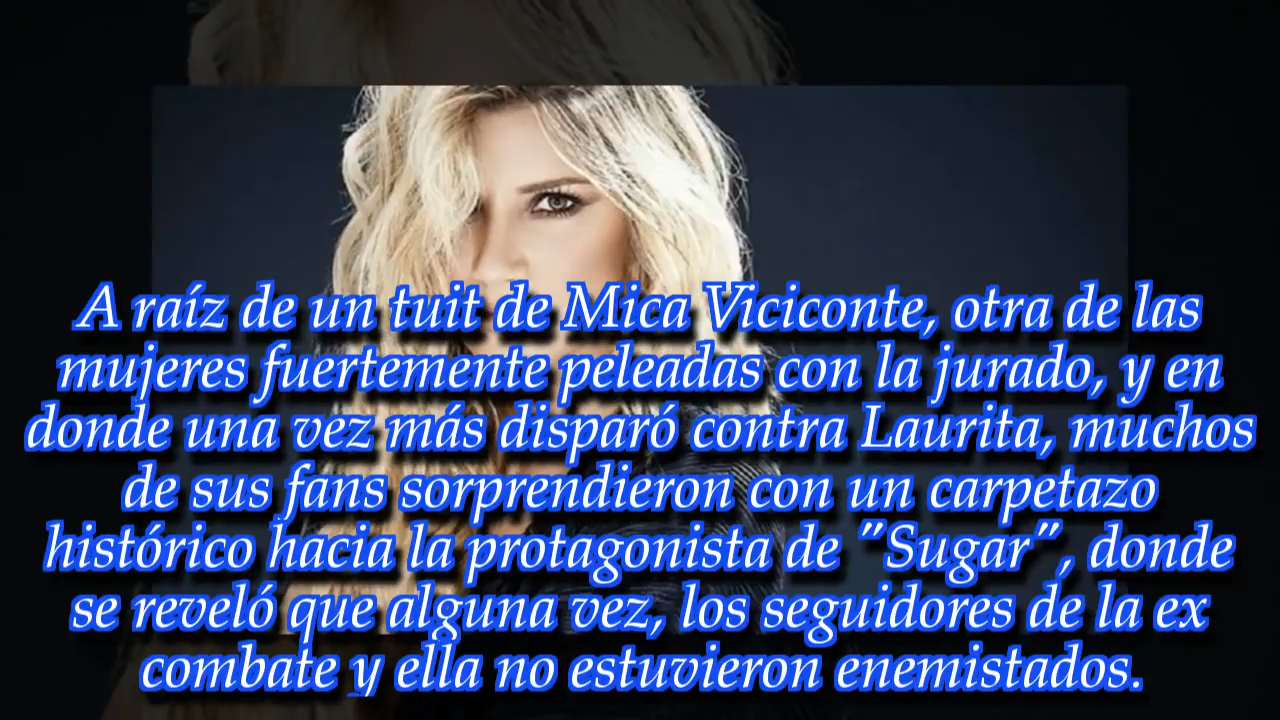 A raíz de un tuit de Mica Viciconte, otra de las
mujeres fuertemente peleadas con la jurado, y en
donde una vez más disparó contra Laurita, muchos
de sus fans sorprendieron con un carpetazo
histórico hacia la protagonista de "Sugar", donde
se reveló que alguna vez, los seguidores de la ex
combate y ella no estuvieron enemistados.